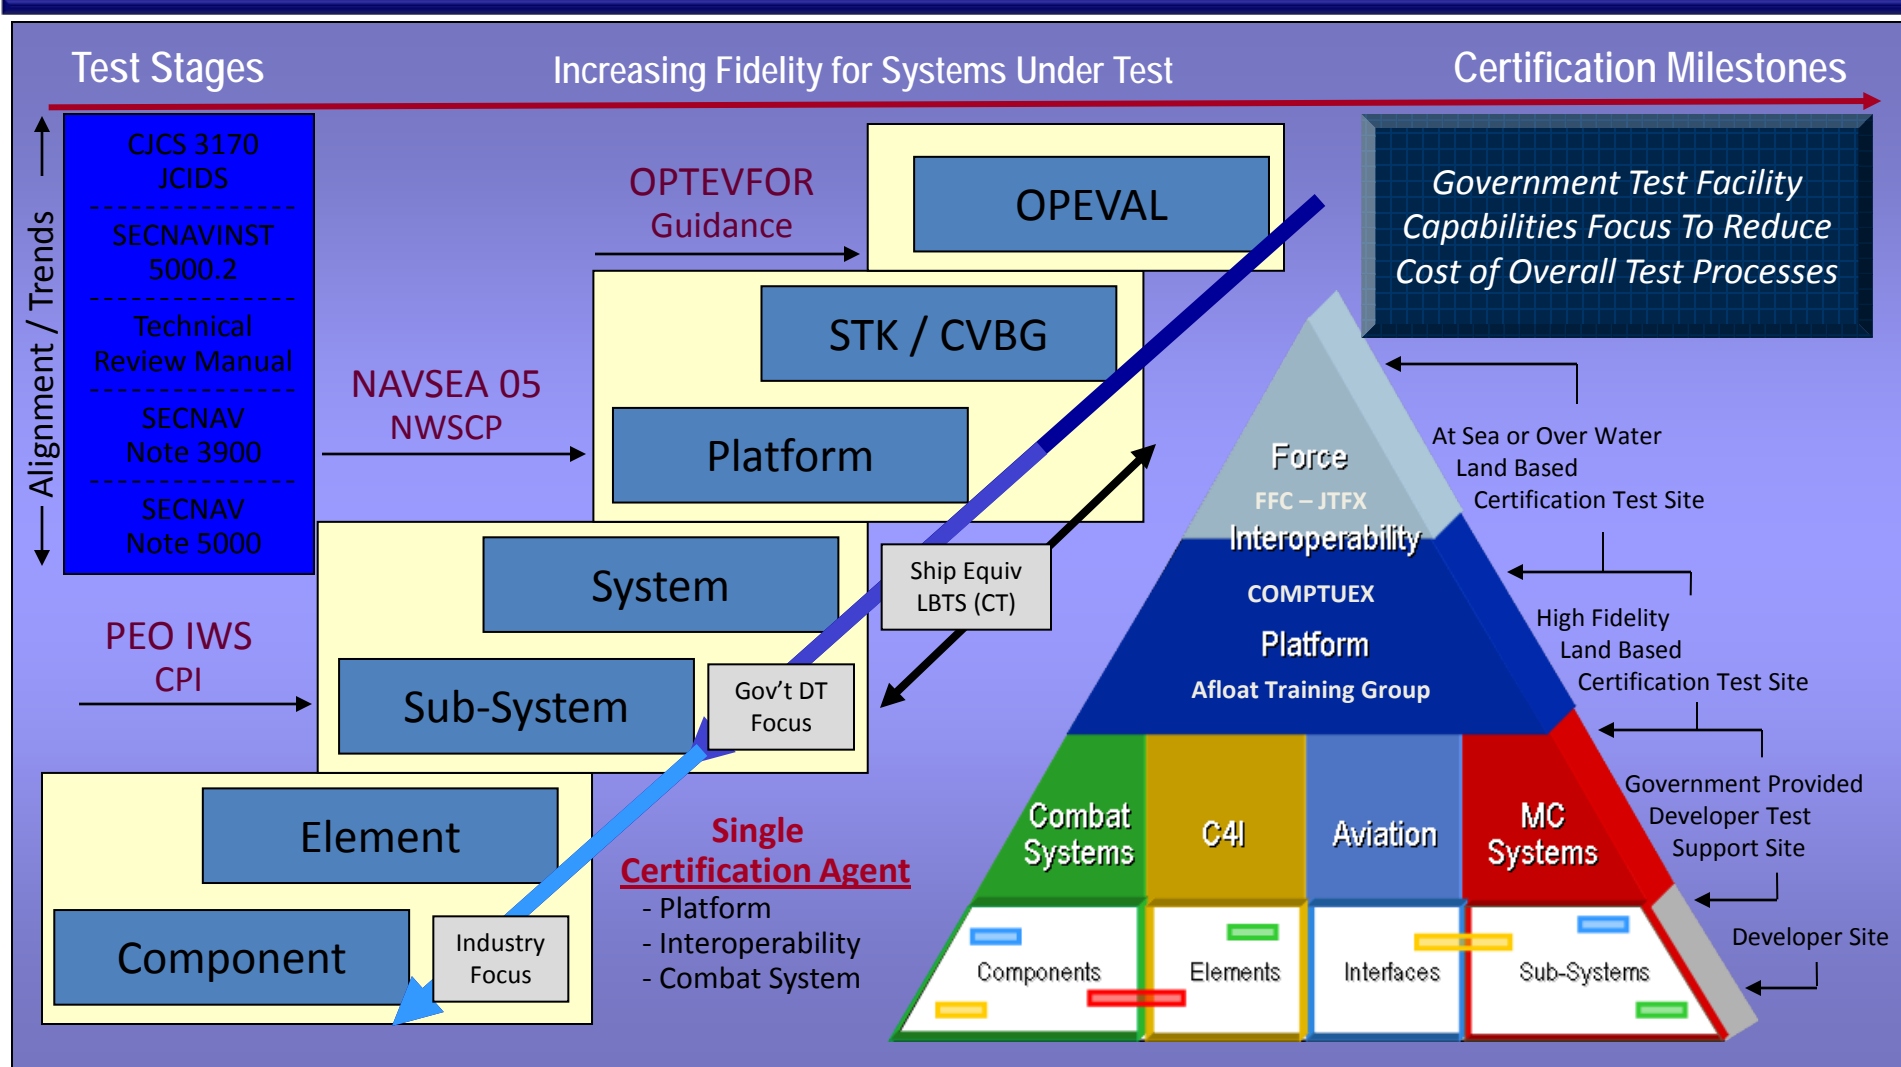 Test Stages
Increasing Fidelity for Systems Under Test
Certification Milestones
Alignment / Trends
CJCS 3170
JCIDS
SECNAVINST
5000.2
Technical
Review Manual
SECNAV
Note 3900
SECNAV
Note 5000
OPTEVFOR
Guidance
NAVSEA 05
NWSCP
PEO IWS
CPI
OPEVAL
STK / CVBG
Platform
System
Sub-System
Element
Component
Ship Equiv
LBTS (CT)
Gov't DT
Focus
Industry
Focus
Single
Certification Agent
- Platform
- Interoperability
- Combat System
Government Test Facility
Capabilities Focus To Reduce
Cost of Overall Test Processes
Force
FFC – JTFX
Interoperability
COMPTUEX
Platform
Afloat Training Group
Combat
Systems
C4I
Aviation
MC
Systems
Components
Elements
Interfaces
Sub-Systems
At Sea or Over Water
Land Based
Certification Test Site
High Fidelity
Land Based
Certification Test Site
Government Provided
Developer Test
Support Site
Developer Site